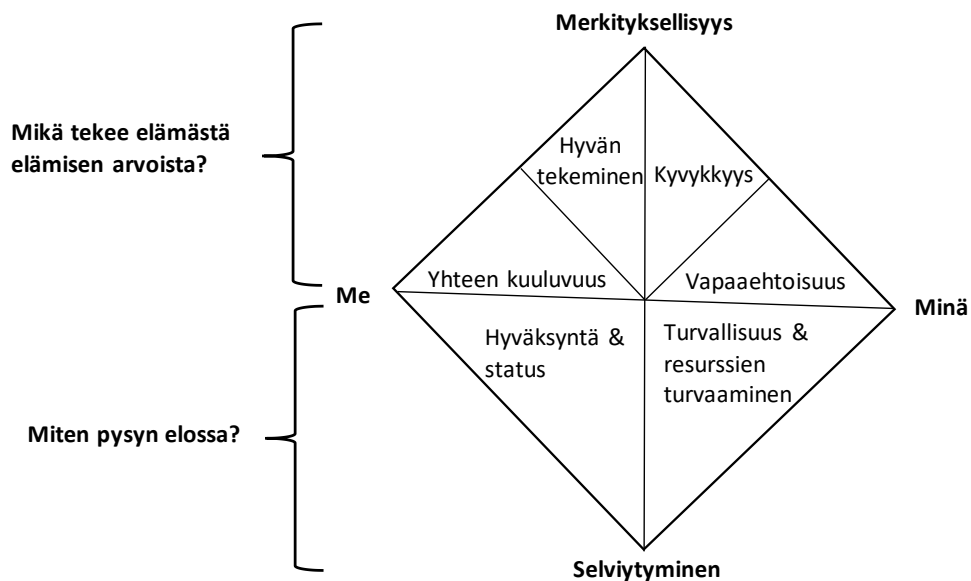 Merkityksellisyys
Mikä tekee elämästä
elämisen arvoista?
Hyvän
tekeminen
Kyvykkyys
Yhteen kuuluvuus
Vapaaehtoisuus
Me
Minä
Hyväksyntä &
status
Turvallisuus &
resurssien
turvaaminen
Miten pysyn elossa?
Selviytyminen